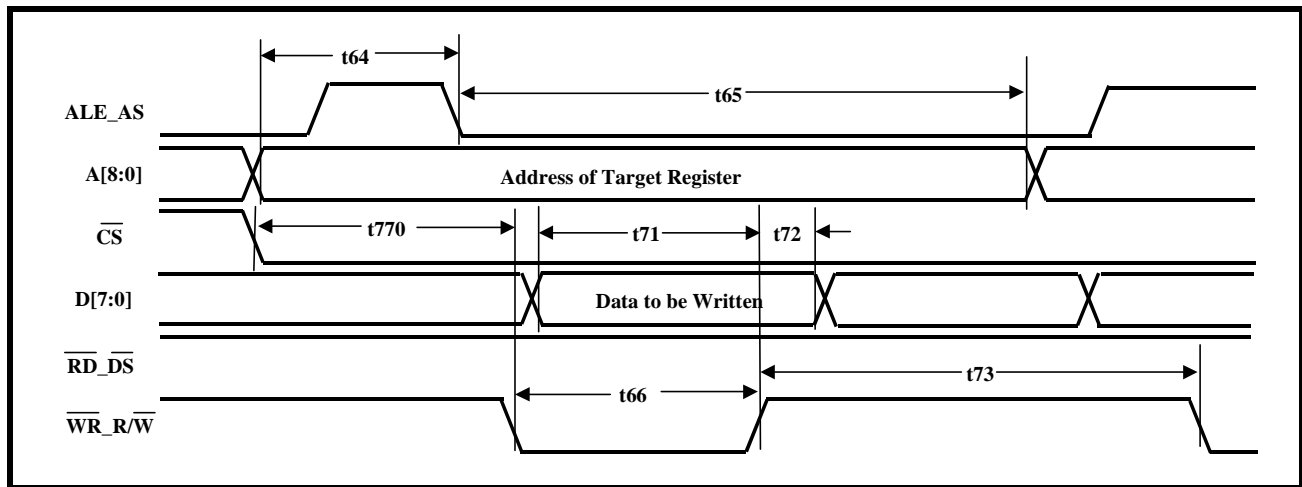 t64
t65
ALE_AS
A[8:0]
Address of Target Register
CS
t770
t71
t72
D[7:0]
Data to be Written
RD_DS
t73
t66
WR_R/W